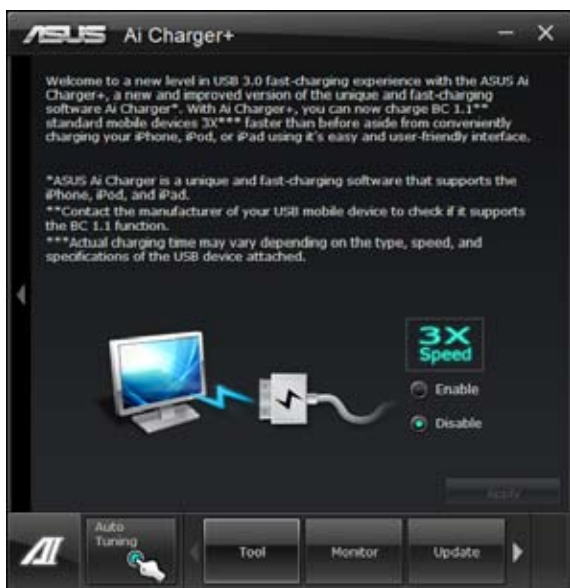 ASUS Ai Charger+
Welcome to a new level in USB 3.0 fast-charging experience with the ASUS Ai
Charger+, a new and improved version of the unique and fast-charging
software Ai Charger*. With Ai Charger+, you can now charge BC 1.1**
standard mobile devices 3X*** faster than before aside from conveniently
charging your iPhone, iPod, or iPad using it's easy and user-friendly interface.
*ASUS Ai Charger is a unique and fast-charging software that supports the
iPhone, iPod, and iPad.
**Contact the manufacturer of your USB mobile device to check if it supports
the BC 1.1 function.
***Actual charging time may vary depending on the type, speed, and
specifications of the USB device attached.
3X
Speed
Enable
Disable
Apply
AI
Auto
Tuning
Tool
Monitor
Update